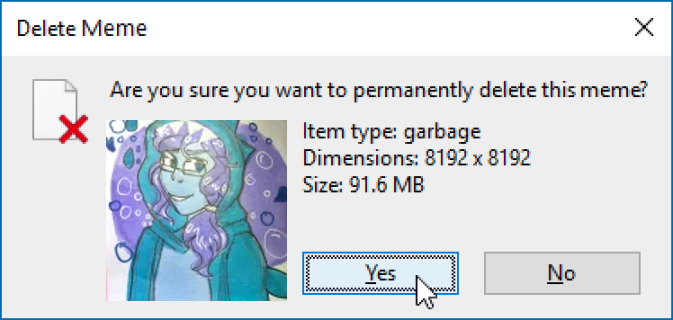 Delete Meme
Are you sure you want to permanently delete this meme?
Item type: garbage
Dimensions: 8192 x 8192
Size: 91.6 MB
Yes
No